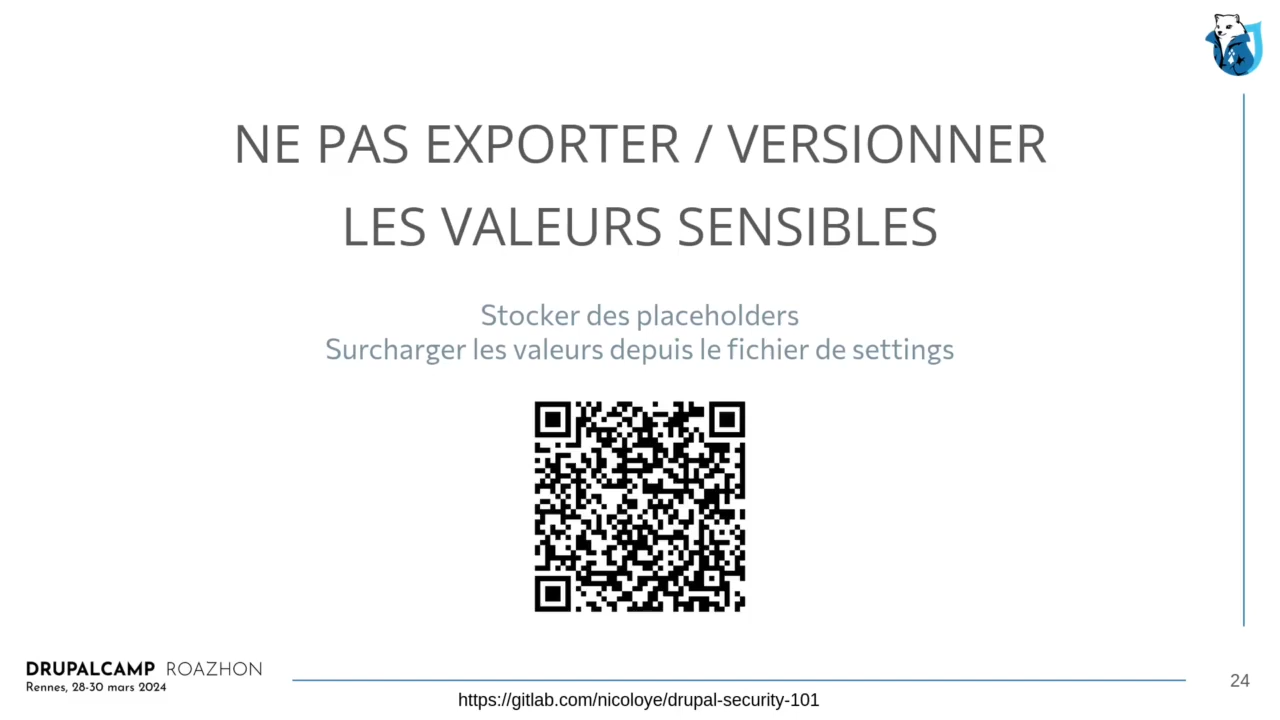 NE PAS EXPORTER / VERSIONNER
LES VALEURS SENSIBLES
Stocker des placeholders
Surcharger les valeurs depuis le fichier de settings
DRUPALCAMP ROAZHON
Rennes, 28-30 mars 2024
https://gitlab.com/nicoloye/drupal-security-101
24